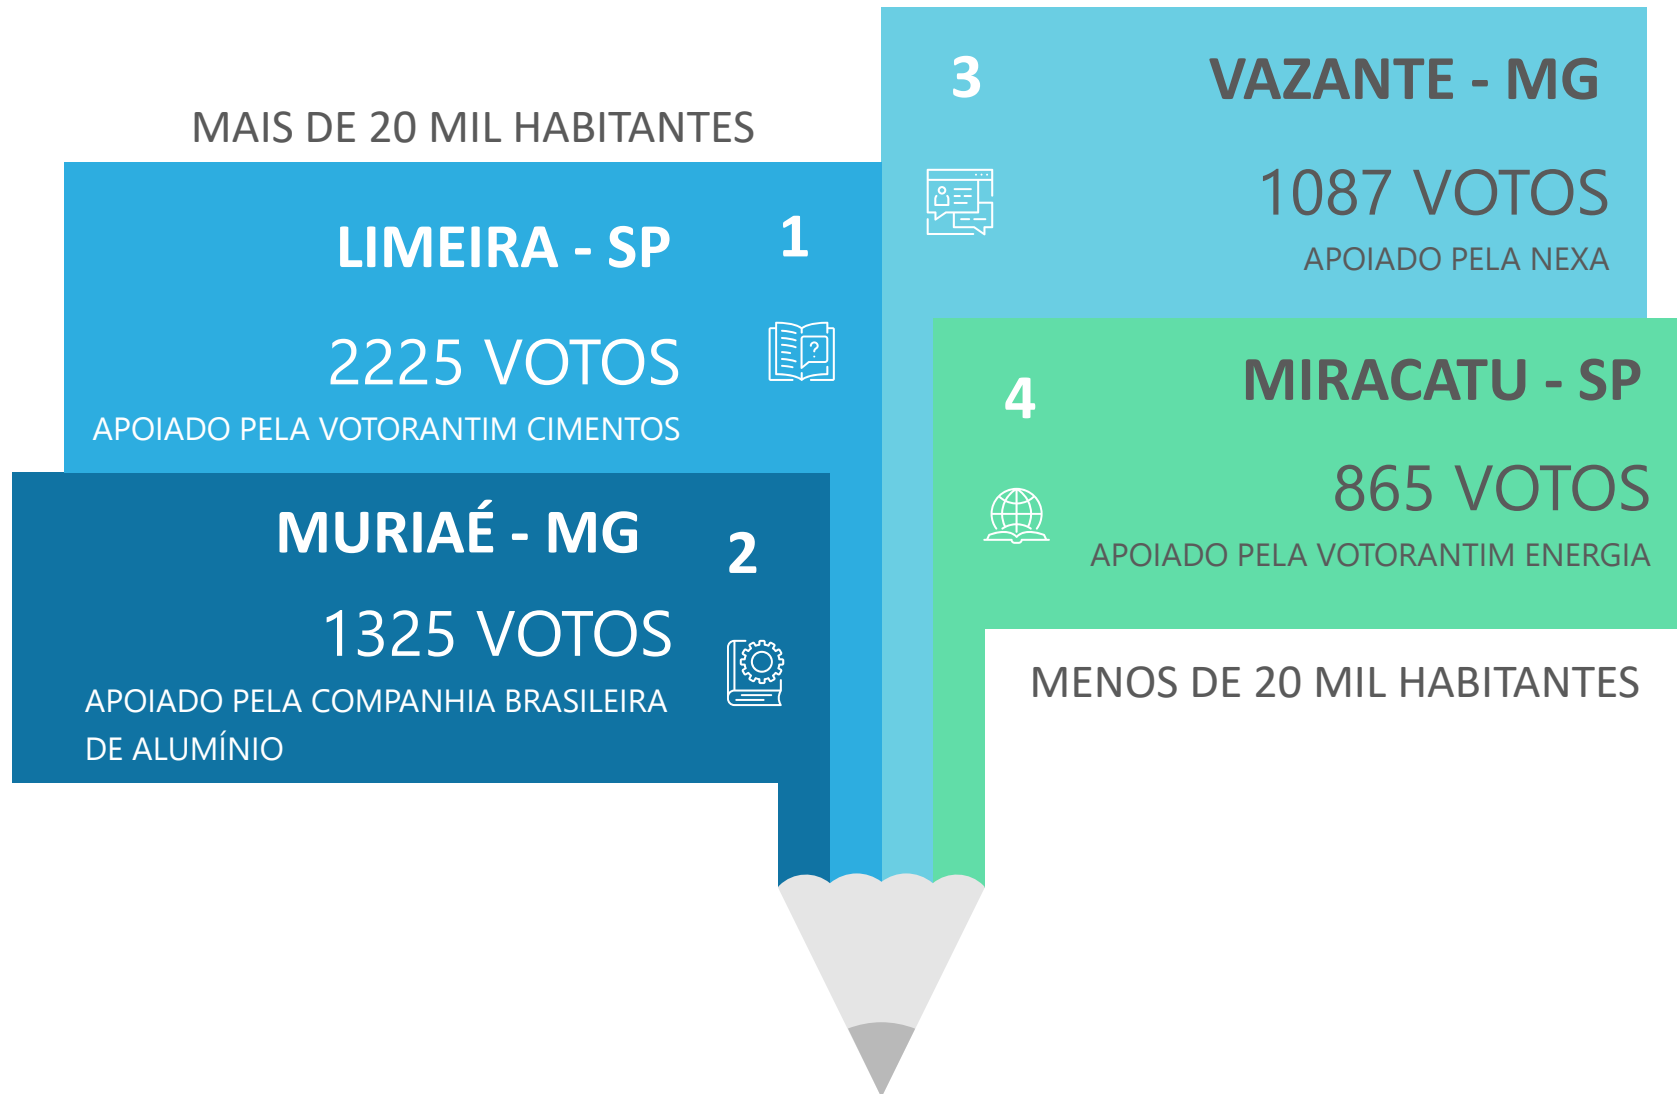 MAIS DE 20 MIL HABITANTES
LIMEIRA - SP
1
2225 VOTOS
APOIADO PELA VOTORANTIM CIMENTOS
?
MURIAÉ - MG
2
1325 VOTOS
APOIADO PELA COMPANHIA BRASILEIRA
DE ALUMÍNIO
3
VAZANTE - MG
1087 VOTOS
APOIADO PELA NEXA
4
MIRACATU - SP
865 VOTOS
APOIADO PELA VOTORANTIM ENERGIA
MENOS DE 20 MIL HABITANTES